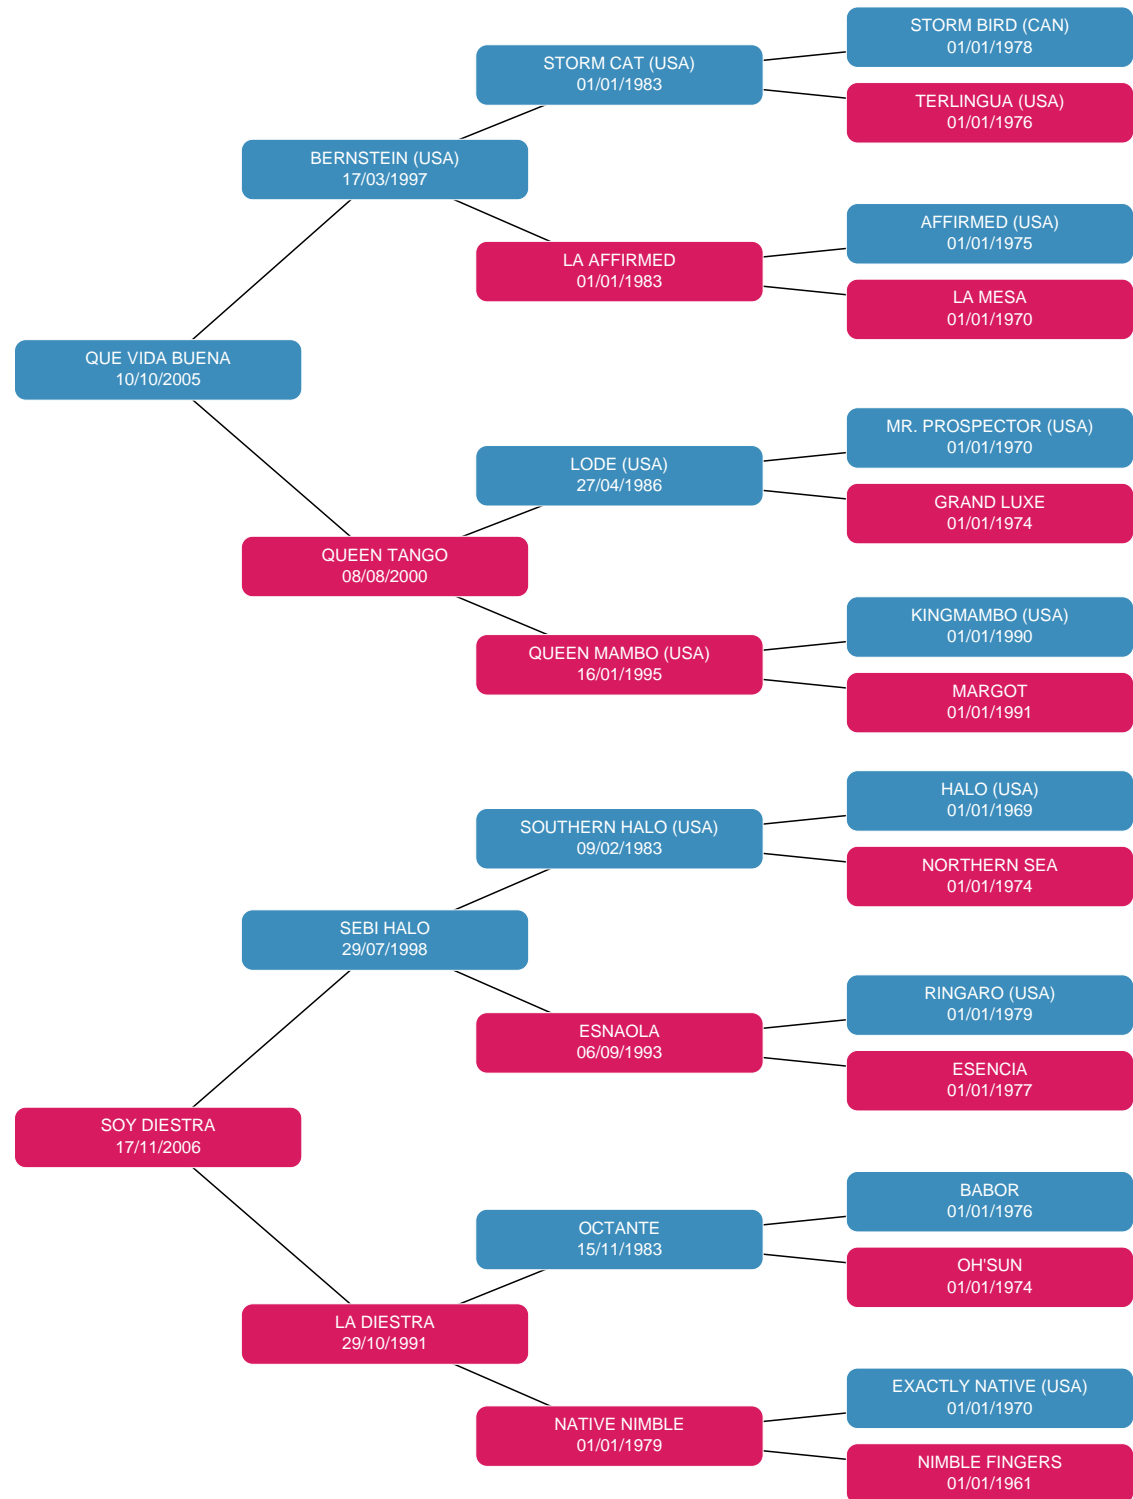 STORM BIRD (CAN)
01/01/1978
STORM CAT (USA)
01/01/1983
TERLINGUA (USA)
01/01/1976
BERNSTEIN (USA)
17/03/1997
AFFIRMED (USA)
01/01/1975
LA AFFIRMED
01/01/1983
LA MESA
01/01/1970
QUE VIDA BUENA
10/10/2005
MR. PROSPECTOR (USA)
01/01/1970
LODE (USA)
27/04/1986
GRAND LUXE
01/01/1974
QUEEN TANGO
08/08/2000
KINGMAMBO (USA)
01/01/1990
QUEEN MAMBO (USA)
16/01/1995
MARGOT
01/01/1991
HALO (USA)
01/01/1969
SOUTHERN HALO (USA)
09/02/1983
NORTHERN SEA
01/01/1974
SEBI HALO
29/07/1998
RINGARO (USA)
01/01/1979
ESNAOLA
06/09/1993
ESENCIA
01/01/1977
SOY DIESTRA
17/11/2006
BABOR
01/01/1976
OCTANTE
15/11/1983
OH'SUN
01/01/1974
LA DIESTRA
29/10/1991
EXACTLY NATIVE (USA)
01/01/1970
NATIVE NIMBLE
01/01/1979
NIMBLE FINGERS
01/01/1961